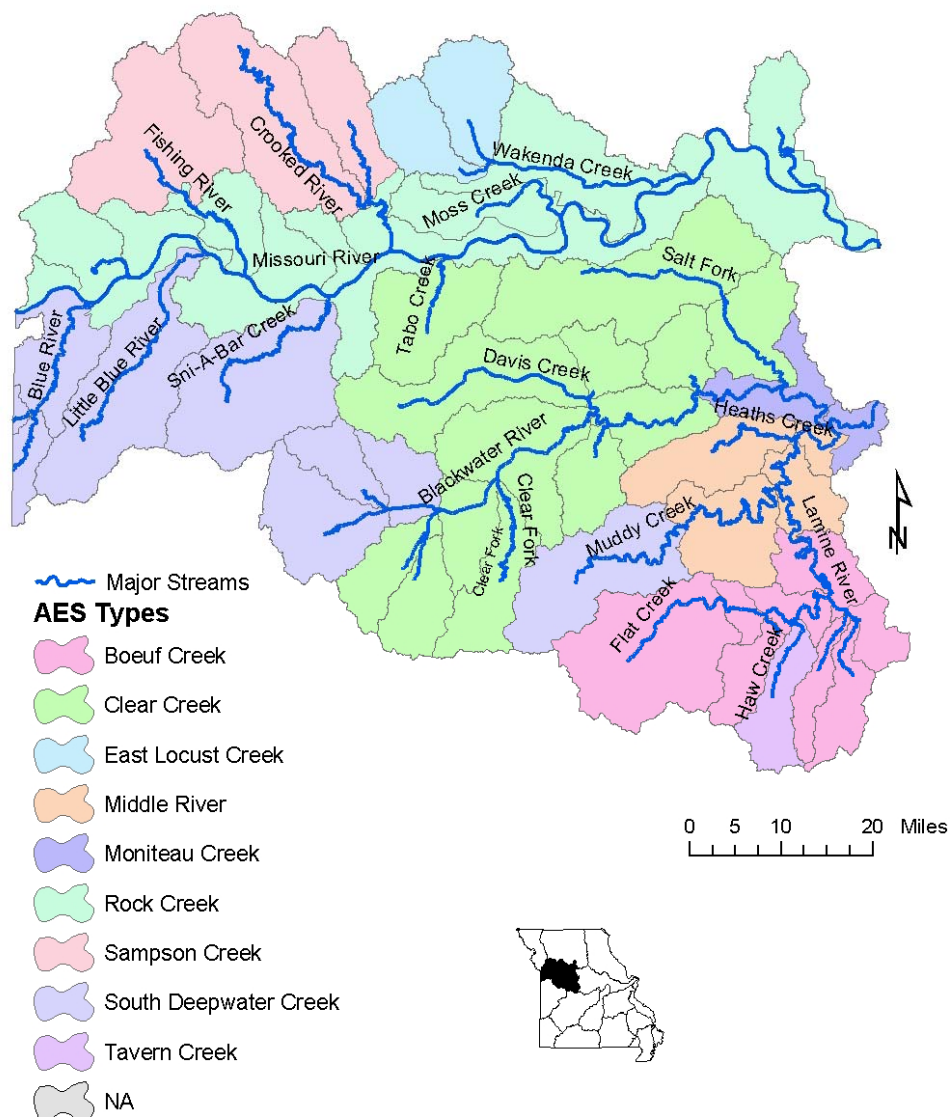 Fishing River
Crooked River
Wakenda Creek
Moss Creek
Missouri River
Salt Fork
Tabo Creek
Blue River
Little Blue River
Sni-A-Bar Creek
Davis Creek
Heaths Creek
Blackwater River
Clear Fork
Clear Fork
Muddy Creek
Lamine River
Flat Creek
Haw Creek
N
Major Streams
AES Types
Boeuf Creek
Clear Creek
East Locust Creek
Middle River
Moniteau Creek
Rock Creek
Sampson Creek
South Deepwater Creek
Tavern Creek
NA
0 5 10 20 Miles